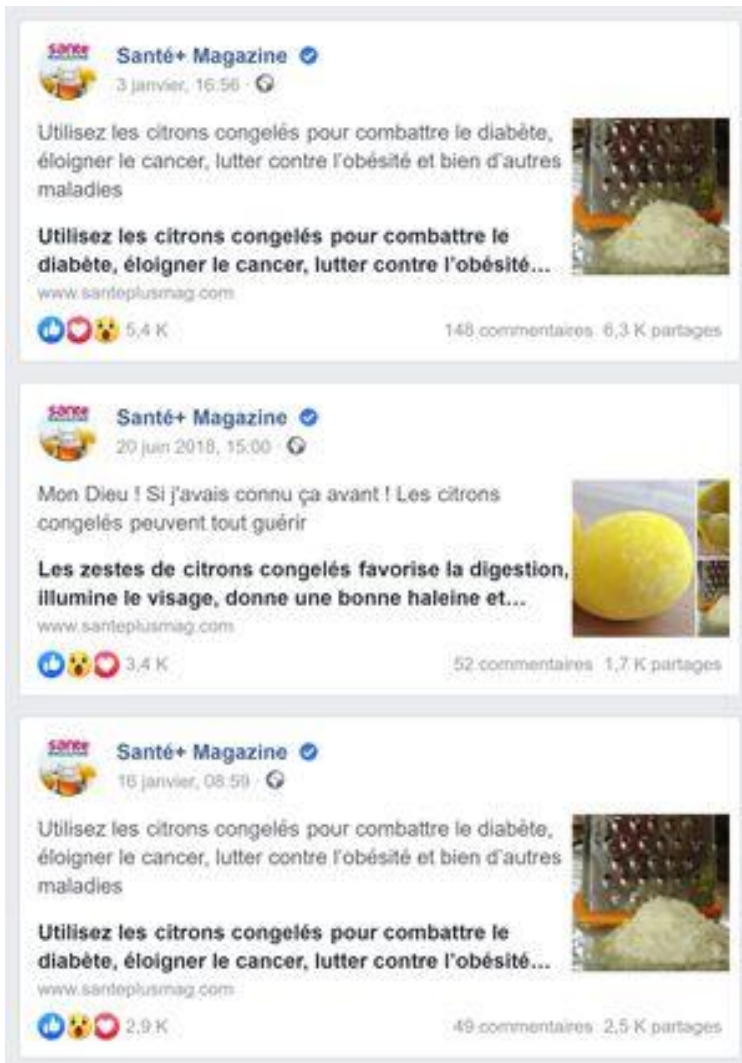 santé
Santé+ Magazine
3 janvier, 16:56 ·
Utilisez les citrons congelés pour combattre le diabète,
éloigner le cancer, lutter contre l'obésité et bien d'autres
maladies
Utilisez les citrons congelés pour combattre le
diabète, éloigner le cancer, lutter contre l'obésité...
www.santeplusmag.com
5,4 K 148 commentaires 6,3 K partages
santé
Santé+ Magazine
20 juin 2018, 15:00 ·
Mon Dieu ! Si j'avais connu ça avant ! Les citrons
congelés peuvent tout guérir
Les zestes de citrons congelés favorise la digestion,
illumine le visage, donne une bonne haleine et...
www.santeplusmag.com
3,4 K 52 commentaires 1,7 K partages
santé
Santé+ Magazine
16 janvier, 08:59 ·
Utilisez les citrons congelés pour combattre le diabète,
éloigner le cancer, lutter contre l'obésité et bien d'autres
maladies
Utilisez les citrons congelés pour combattre le
diabète, éloigner le cancer, lutter contre l'obésité...
www.santeplusmag.com
2,9 K 49 commentaires 2,5 K partages